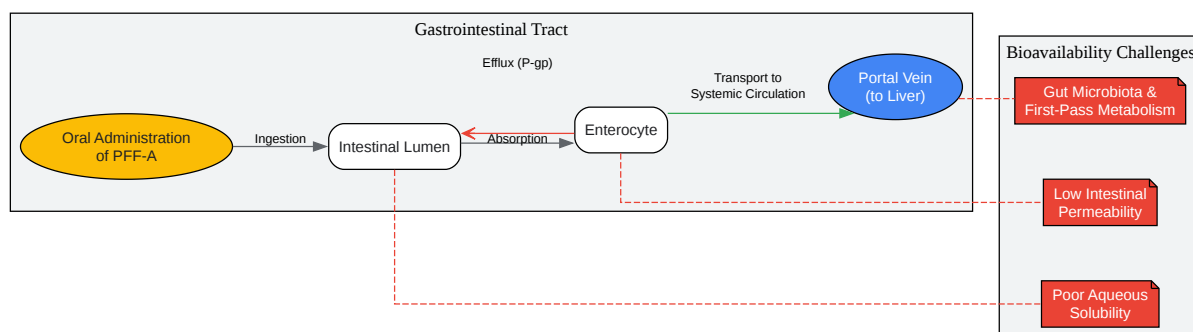 Gastrointestinal Tract
Efflux (P-gp)
Oral Administration
of PFF-A
Ingestion
Intestinal Lumen
Absorption
Enterocyte
Transport to
Systemic Circulation
Portal Vein
(to Liver)
Bioavailability Challenges
Gut Microbiota &
First-Pass Metabolism
Low Intestinal
Permeability
Poor Aqueous
Solubility